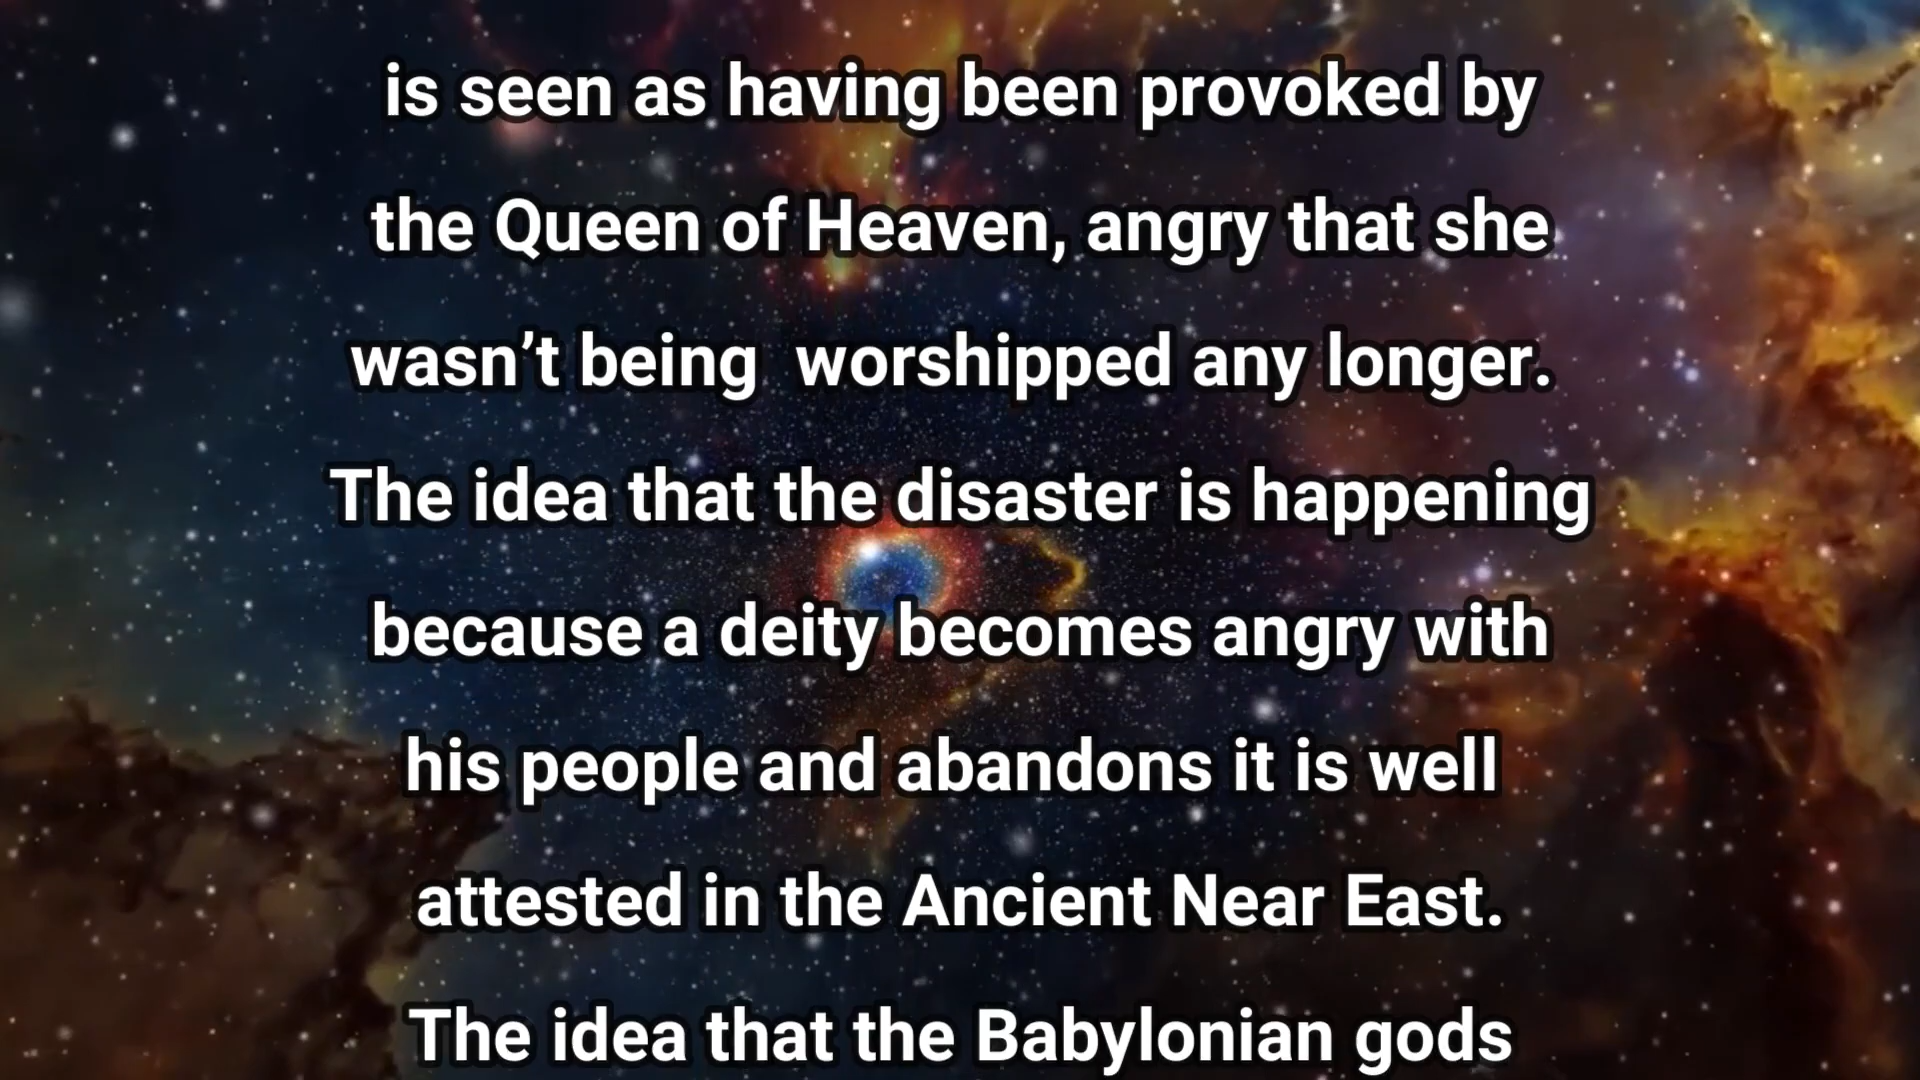 is seen as having been provoked by
the Queen of Heaven, angry that she
wasn’t being  worshipped any longer.
The idea that the disaster is happening
because a deity becomes angry with
his people and abandons it is well
attested in the Ancient Near East.
The idea that the Babylonian gods